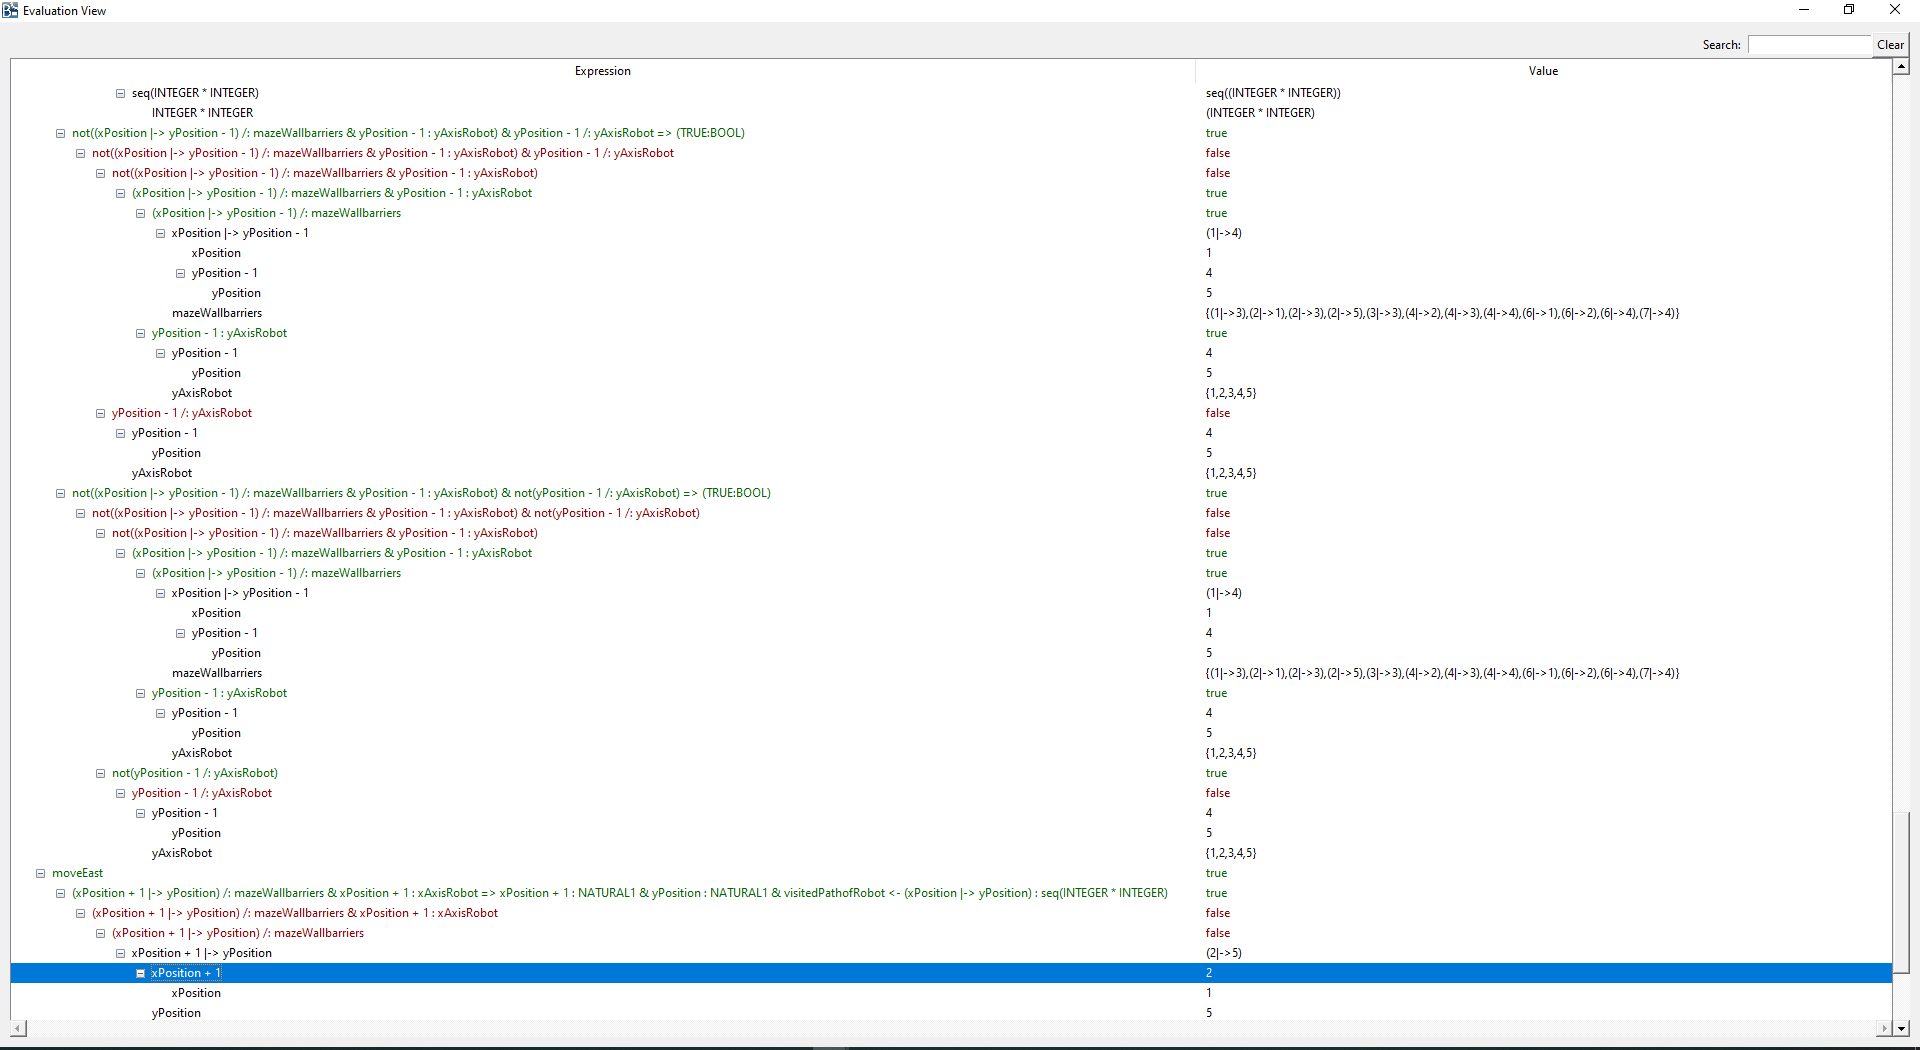 Evaluation View
Search: Clear
Expression Value
seq(INTEGER * INTEGER) seq((INTEGER * INTEGER))
INTEGER * INTEGER (INTEGER * INTEGER)
not((xPosition |-> yPosition - 1) /: mazeWallbarriers & yPosition - 1 : yAxisRobot) & yPosition - 1 /: yAxisRobot => (TRUE:BOOL) true
not((xPosition |-> yPosition - 1) /: mazeWallbarriers & yPosition - 1 : yAxisRobot) & yPosition - 1 /: yAxisRobot false
not((xPosition |-> yPosition - 1) /: mazeWallbarriers & yPosition - 1 : yAxisRobot) false
(xPosition |-> yPosition - 1) /: mazeWallbarriers & yPosition - 1 : yAxisRobot true
(xPosition |-> yPosition - 1) /: mazeWallbarriers true
xPosition |-> yPosition - 1 (1|->4)
xPosition 1
yPosition - 1 4
yPosition 5
mazeWallbarriers {(1|->3),(2|->1),(2|->3),(2|->5),(3|->3),(4|->2),(4|->3),(4|->4),(6|->1),(6|->2),(6|->4),(7|->4)}
yPosition - 1 : yAxisRobot true
yPosition - 1 4
yPosition 5
yAxisRobot {1,2,3,4,5}
yPosition - 1 /: yAxisRobot false
yPosition - 1 4
yPosition 5
yAxisRobot {1,2,3,4,5}
not((xPosition |-> yPosition - 1) /: mazeWallbarriers & yPosition - 1 : yAxisRobot) & not(yPosition - 1 /: yAxisRobot) => (TRUE:BOOL) true
not((xPosition |-> yPosition - 1) /: mazeWallbarriers & yPosition - 1 : yAxisRobot) & not(yPosition - 1 /: yAxisRobot) false
not((xPosition |-> yPosition - 1) /: mazeWallbarriers & yPosition - 1 : yAxisRobot) false
(xPosition |-> yPosition - 1) /: mazeWallbarriers & yPosition - 1 : yAxisRobot true
(xPosition |-> yPosition - 1) /: mazeWallbarriers true
xPosition |-> yPosition - 1 (1|->4)
xPosition 1
yPosition - 1 4
yPosition 5
mazeWallbarriers {(1|->3),(2|->1),(2|->3),(2|->5),(3|->3),(4|->2),(4|->3),(4|->4),(6|->1),(6|->2),(6|->4),(7|->4)}
yPosition - 1 : yAxisRobot true
yPosition - 1 4
yPosition 5
yAxisRobot {1,2,3,4,5}
not(yPosition - 1 /: yAxisRobot) true
yPosition - 1 /: yAxisRobot false
yPosition - 1 4
yPosition 5
yAxisRobot {1,2,3,4,5}
moveEast true
(xPosition + 1 |-> yPosition) /: mazeWallbarriers & xPosition + 1 : xAxisRobot => xPosition + 1 : NATURAL1 & yPosition : NATURAL1 & visitedPathofRobot <- (xPosition |-> yPosition) : seq(INTEGER * INTEGER) true
(xPosition + 1 |-> yPosition) /: mazeWallbarriers & xPosition + 1 : xAxisRobot false
(xPosition + 1 |-> yPosition) /: mazeWallbarriers false
xPosition + 1 |-> yPosition (2|->5)
xPosition + 1 2
xPosition 1
yPosition 5